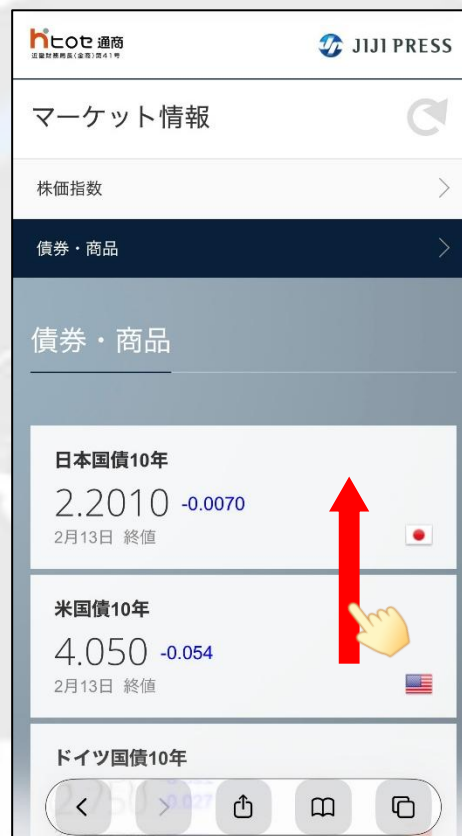 ヒロセ通商
近畿財務局長(金商)第41号
JIJI PRESS
マーケット情報
株価指数
債券・商品
債券・商品
日本国債10年
2.2010 -0.0070
2月13日 終値
米国債10年
4.050 -0.054
2月13日 終値
ドイツ国債10年